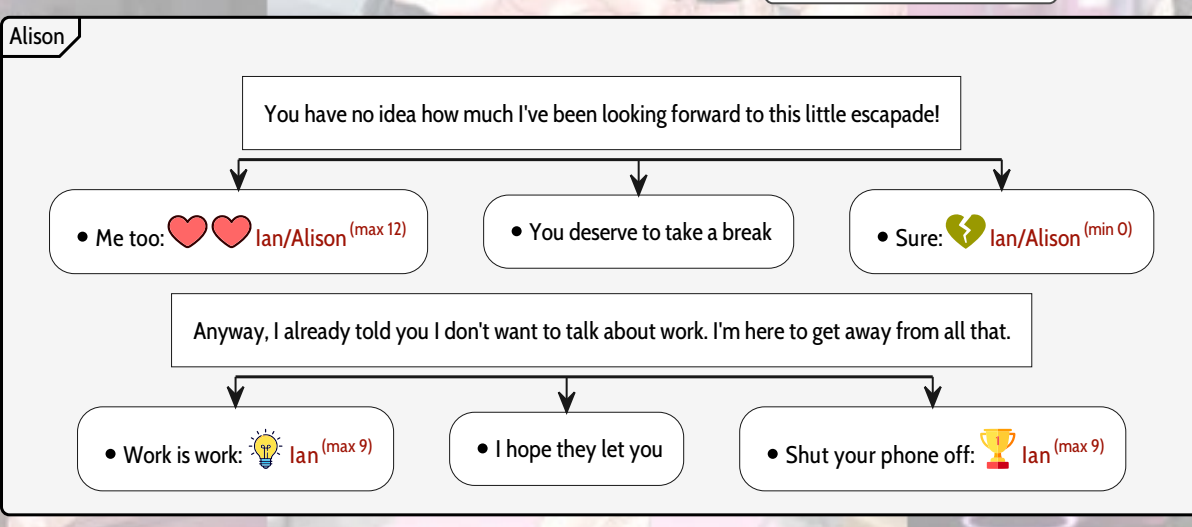 Alison
You have no idea how much I've been looking forward to this little escapade!
• Me too: Ian/Alison (max 12)
• You deserve to take a break
• Sure: Ian/Alison (min 0)
Anyway, I already told you I don't want to talk about work. I'm here to get away from all that.
• Work is work: Ian (max 9)
• I hope they let you
• Shut your phone off: 1 Ian (max 9)